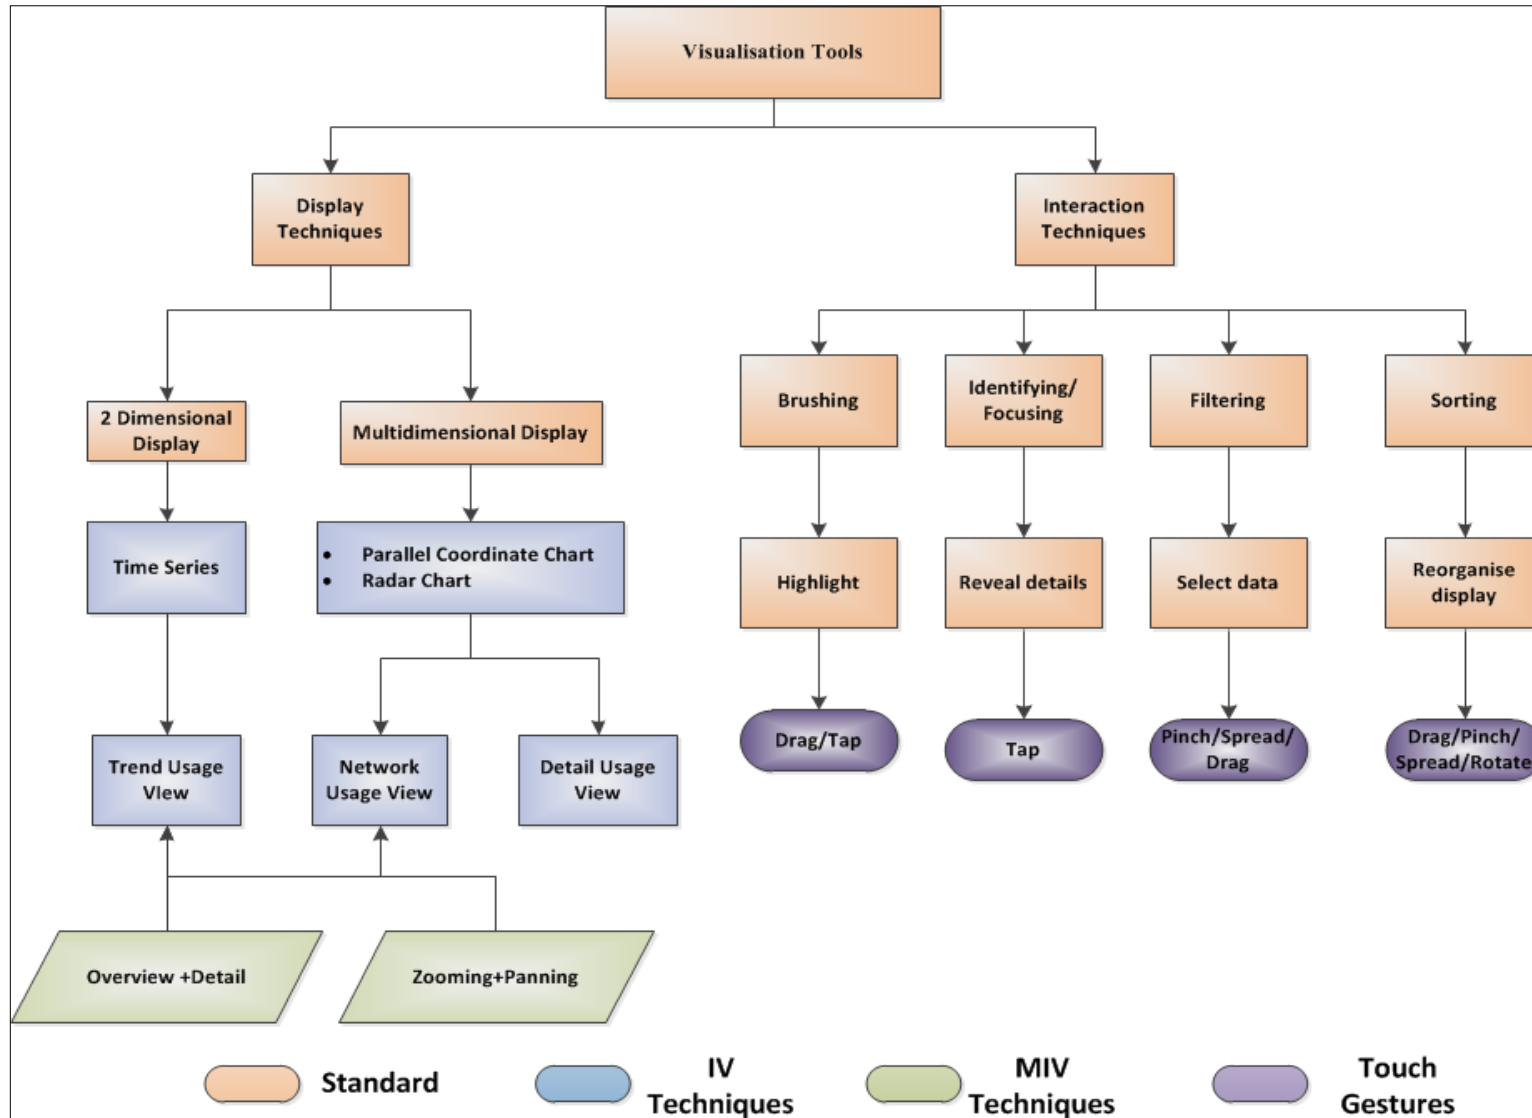 Visualisation Tools
Display
Techniques
Interaction
Techniques
2 Dimensional
Display
Multidimensional Display
Brushing
Identifying/
Focusing
Filtering
Sorting
Time Series
• Parallel Coordinate Chart
• Radar Chart
Highlight
Reveal details
Select data
Reorganise
display
Trend Usage
VIew
Network
Usage View
Detail Usage
View
Drag/Tap
Tap
Pinch/Spread/
Drag
Drag/Pinch/
Spread/Rotate
Overview +Detail
Zooming+Panning
Standard
IV
Techniques
MIV
Techniques
Touch
Gestures